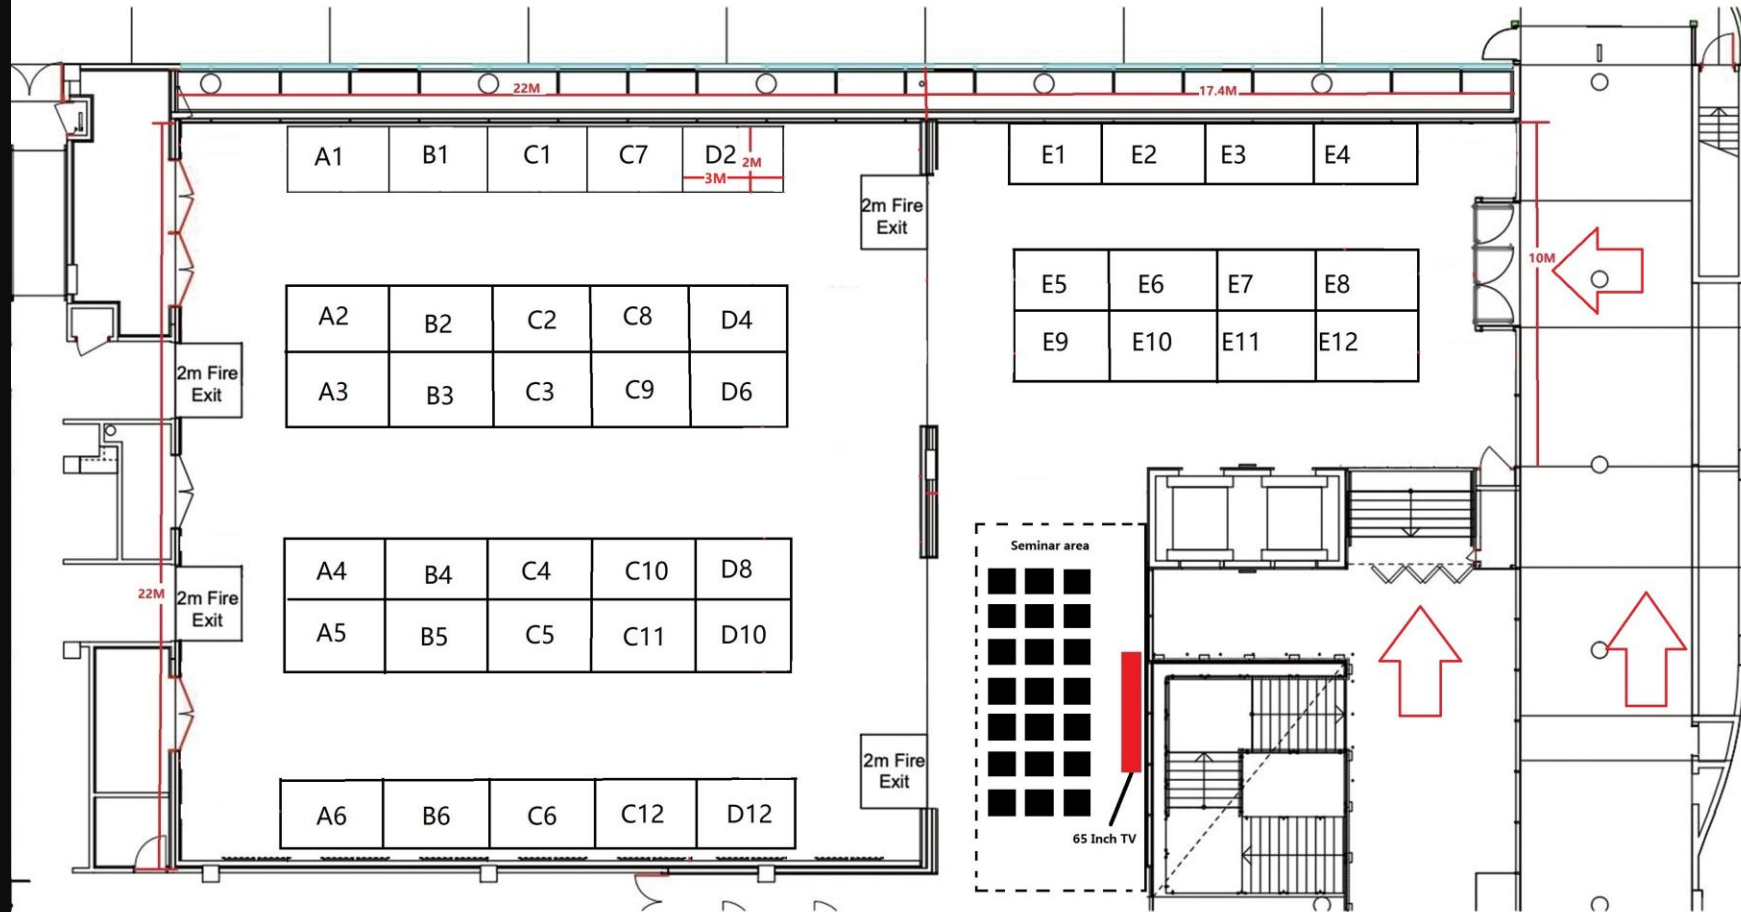 22M
17.4M
A1 B1 C1 C7 D2
2M
3M
E1 E2 E3 E4
2m Fire
Exit
10M
E5 E6 E7 E8
E9 E10 E11 E12
A2 B2 C2 C8 D4
A3 B3 C3 C9 D6
2m Fire
Exit
Seminar area
A4 B4 C4 C10 D8
A5 B5 C5 C11 D10
22M
2m Fire
Exit
2m Fire
Exit
A6 B6 C6 C12 D12
65 Inch TV